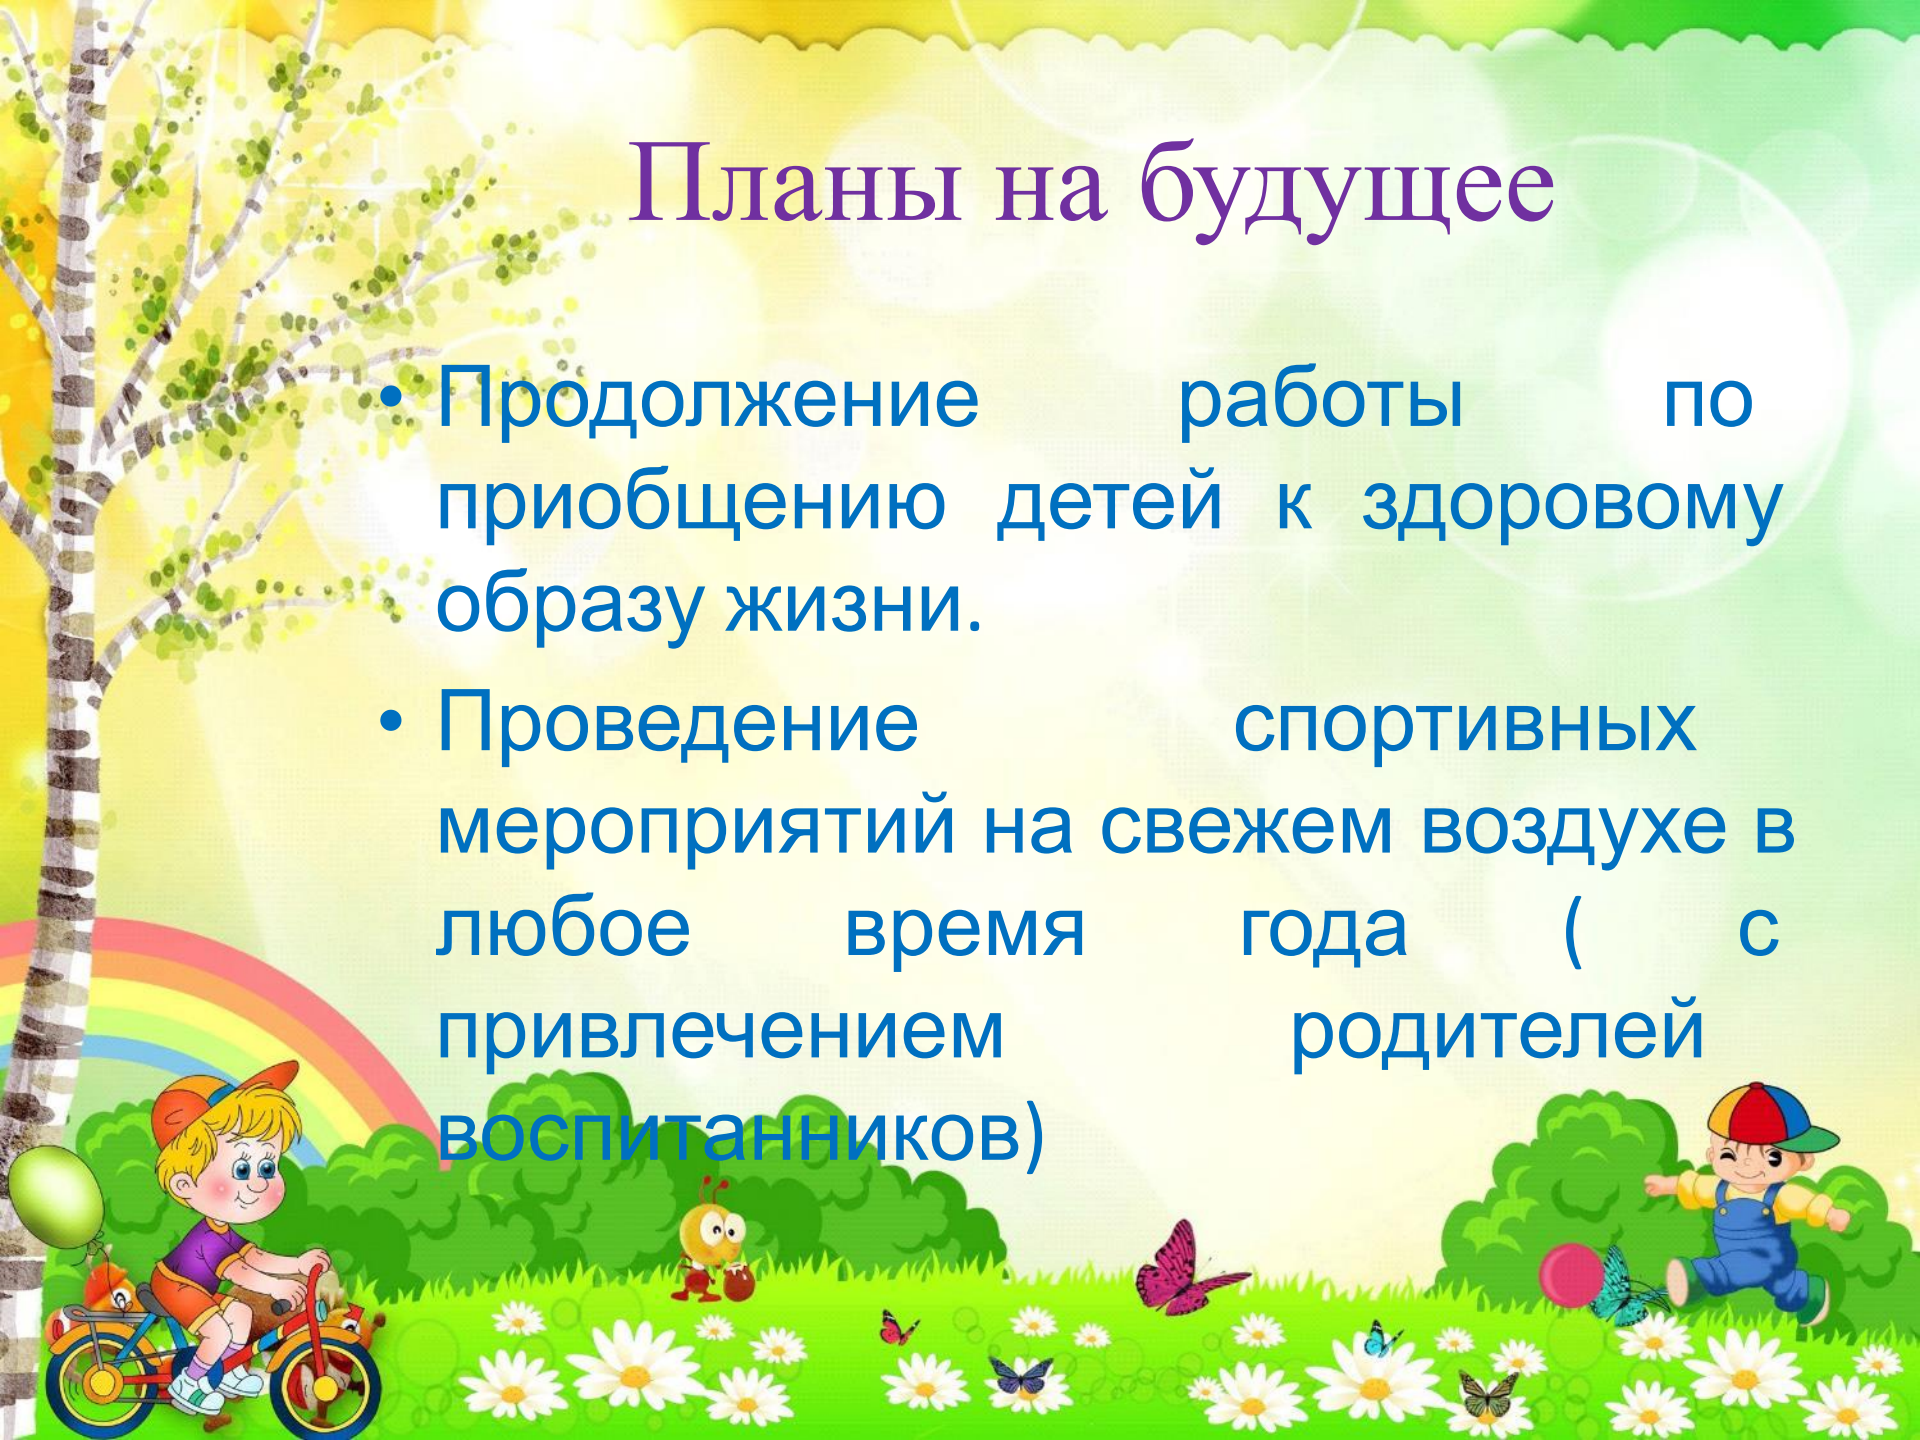 Планы на будущее
• Продолжение работы по
приобщению детей к здоровому
образу жизни.
• Проведение спортивных
мероприятий на свежем воздухе в
любое время года ( с
привлечением родителей
воспитанников)